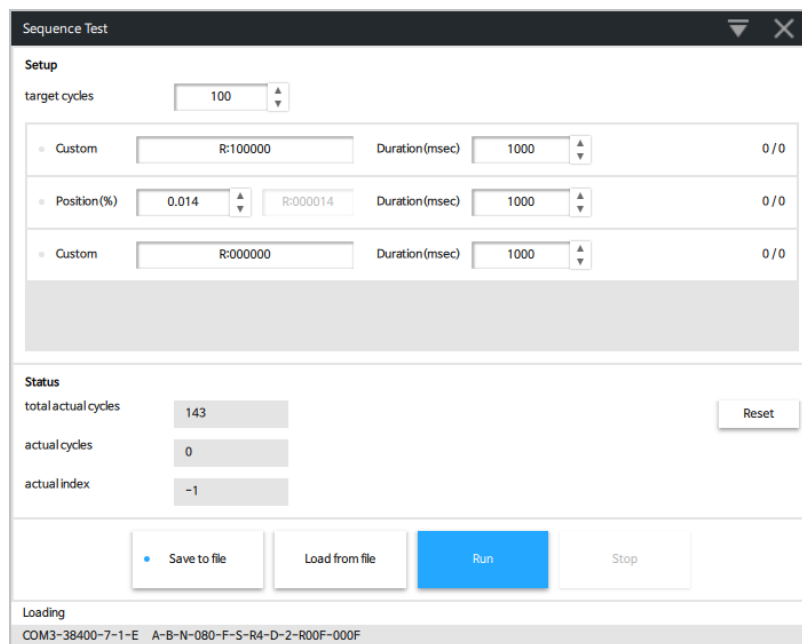 Sequence Test
Setup
target cycles 100
Custom R:100000 Duration(msec) 1000 0/0
Position(%) 0.014 R:000014 Duration(msec) 1000 0/0
Custom R:000000 Duration(msec) 1000 0/0
Status
total actual cycles 143 Reset
actual cycles 0
actual index -1
Save to file Load from file Run Stop
Loading
COM3-38400-7-1-E A-B-N-080-F-S-R4-D-2-R00F-000F